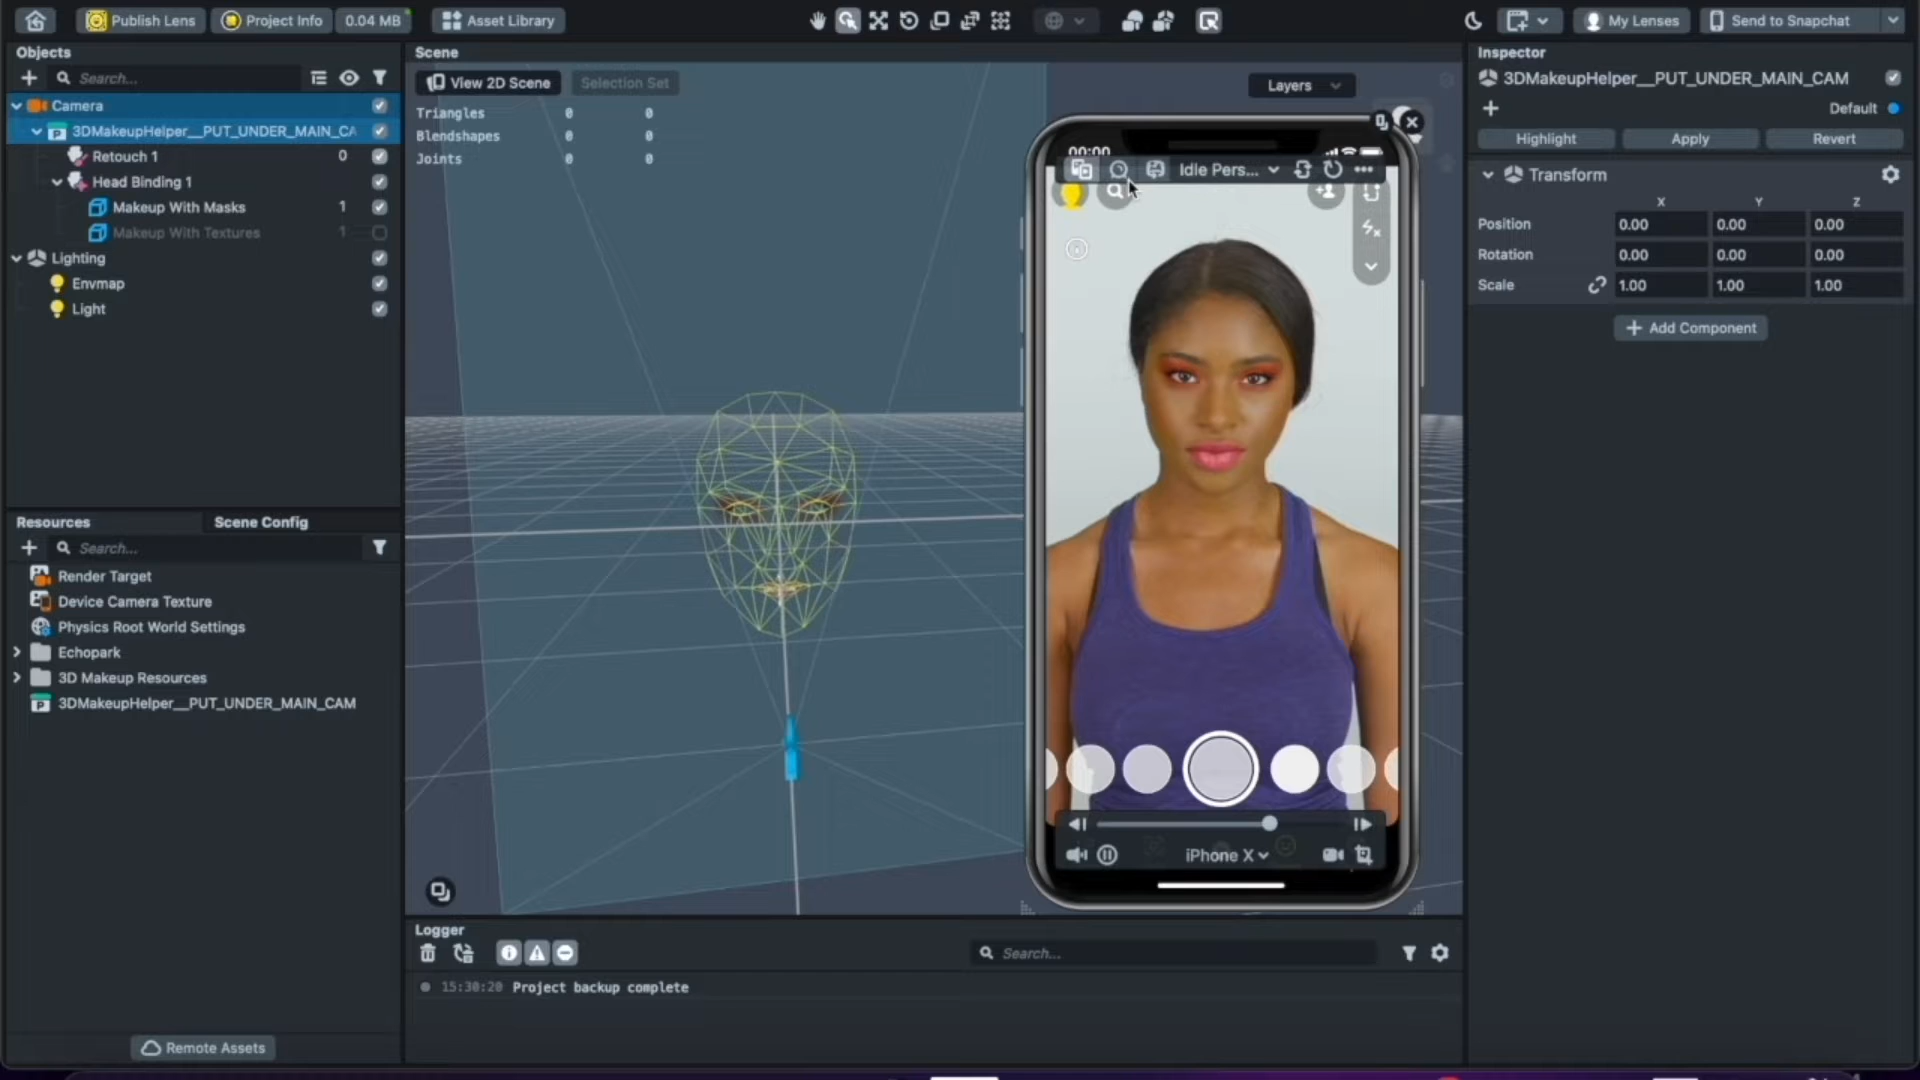 Publish Lens
Project Info
0.04 MB
Asset Library
My Lenses
Send to Snapchat
Objects
Search...
Camera
3DMakeupHelper__PUT_UNDER_MAIN_CA
Retouch 1
0
Head Binding 1
Makeup With Masks
1
Makeup With Textures
1
Lighting
Envmap
Light
Resources
Scene Config
Search...
Render Target
Device Camera Texture
Physics Root World Settings
Echopark
3D Makeup Resources
3DMakeupHelper__PUT_UNDER_MAIN_CAM
Remote Assets
Scene
View 2D Scene
Selection Set
Layers
Triangles 0 0
Blendshapes 0 0
Joints 0 0
00:00
Idle Pers...
iPhone X
Logger
Search...
15:30:20 Project backup complete
Inspector
3DMakeupHelper__PUT_UNDER_MAIN_CAM
Default
Highlight
Apply
Revert
Transform
X Y Z
Position 0.00 0.00 0.00
Rotation 0.00 0.00 0.00
Scale 1.00 1.00 1.00
+ Add Component